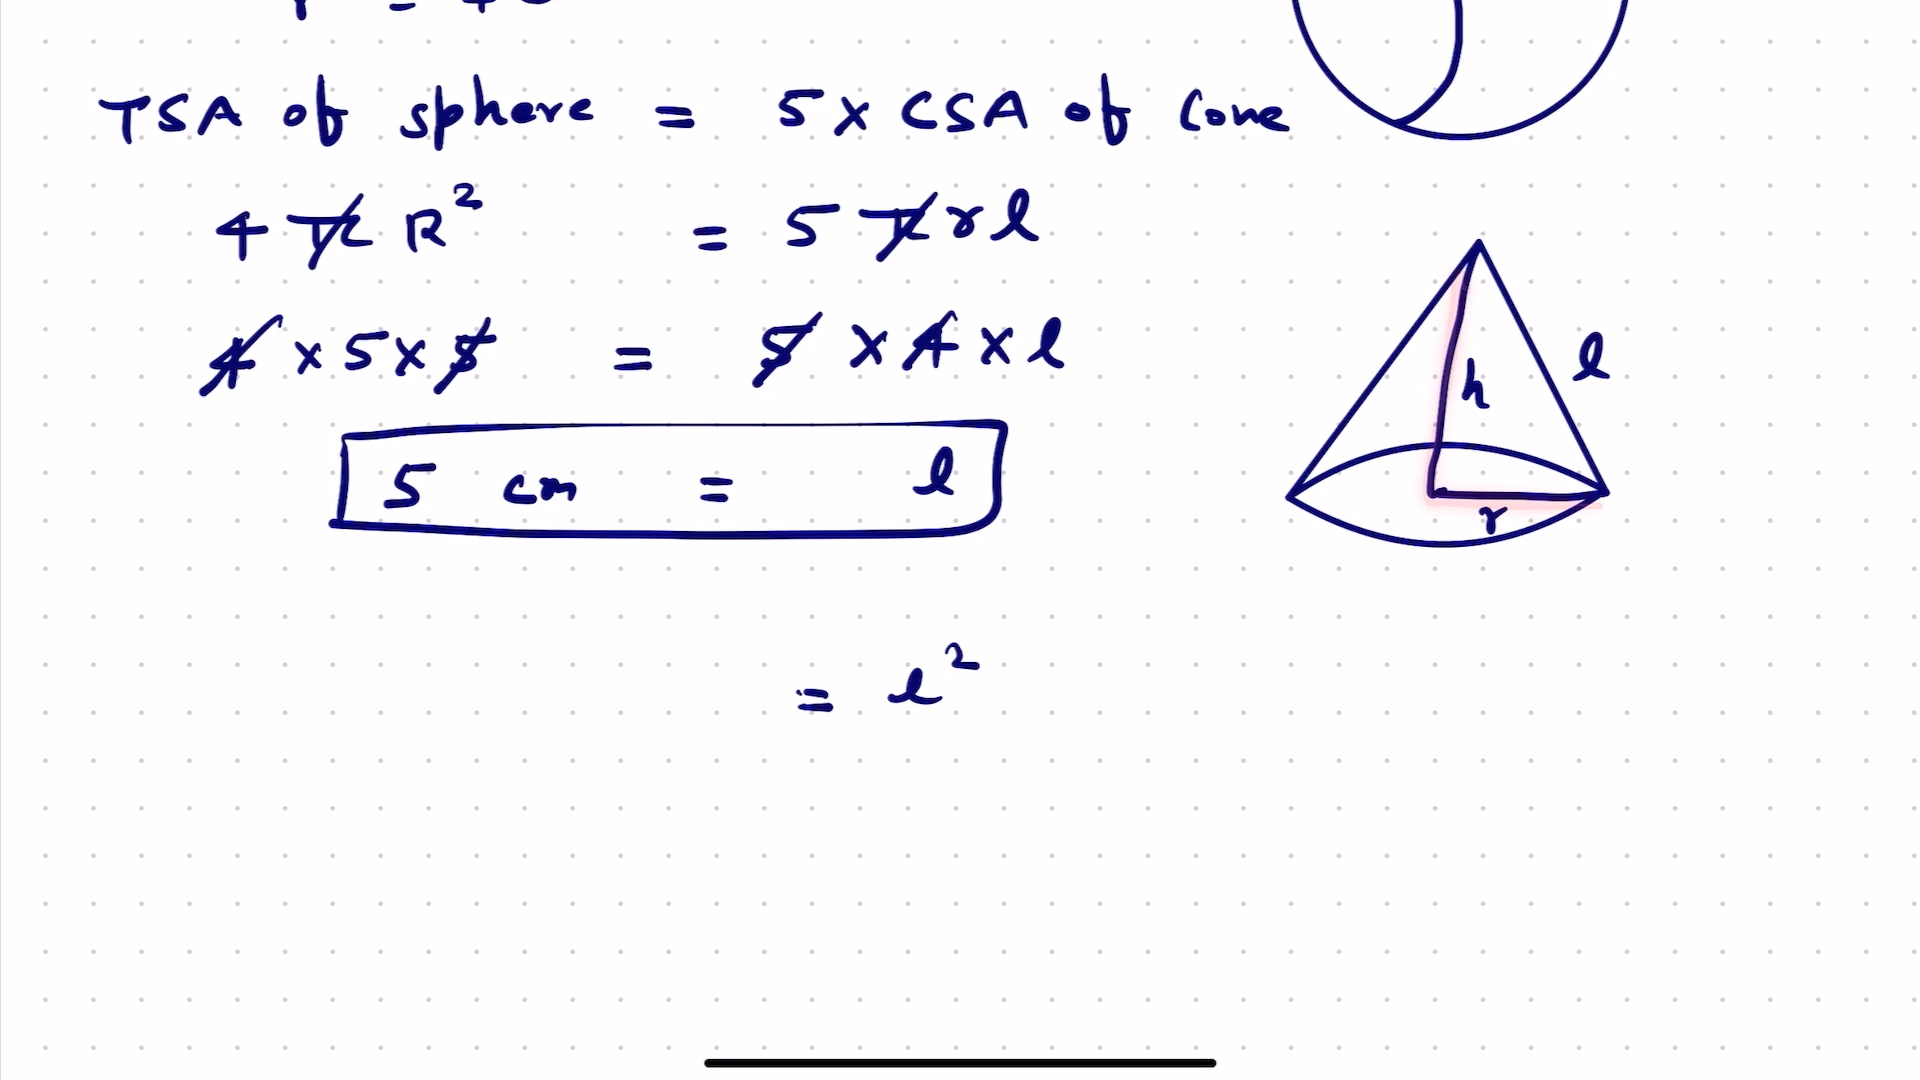 TSA of sphere = 5 x CSA of cone
4 π R² = 5 π r l
4 x 5 x 5 = 5 x 4 x l
5 cm = l
= l²
l
h
r